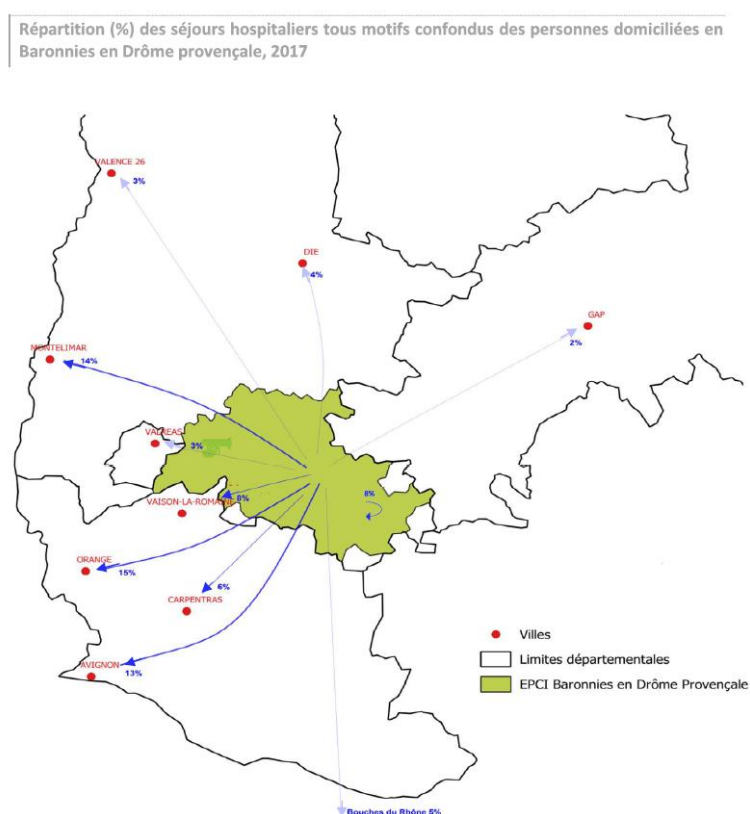 Répartition (%) des séjours hospitaliers tous motifs confondus des personnes domiciliées en
Baronnies en Drôme provençale, 2017
VALENCE 26
3%
DIE
4%
GAP
2%
MONTELIMAR
14%
VALREAS
3%
VAISON-LA-ROMAINE
8%
8%
ORANGE
15%
6%
CARPENTRAS
AVIGNON
13%
Villes
Limites départementales
EPCI Baronnies en Drôme Provençale
Bouches du Rhône 5%